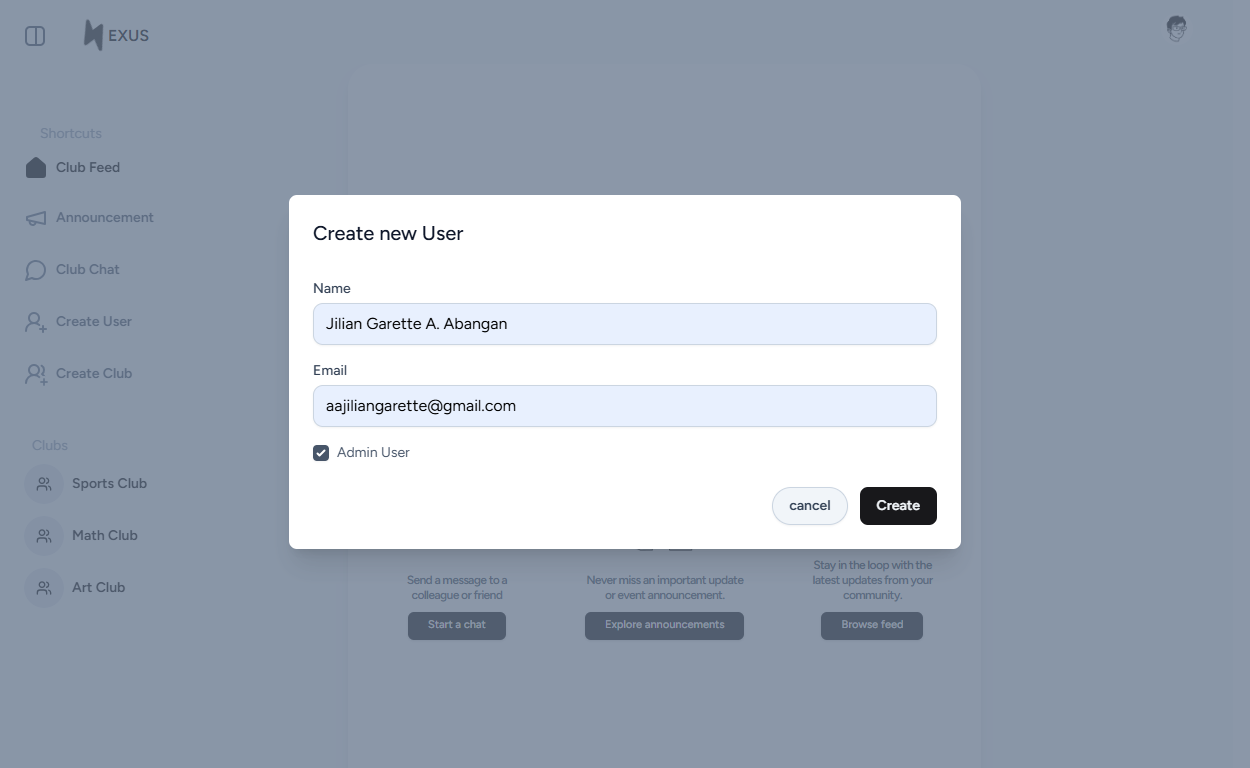 EXUS
Shortcuts
Club Feed
Announcement
Club Chat
Create User
Create Club
Clubs
Sports Club
Math Club
Art Club
Create new User
Name
Jilian Garette A. Abangan
Email
aajiliangarette@gmail.com
Admin User
cancel
Create
Send a message to a
colleague or friend
Start a chat
Never miss an important update
or event announcement.
Explore announcements
Stay in the loop with the
latest updates from your
community.
Browse feed